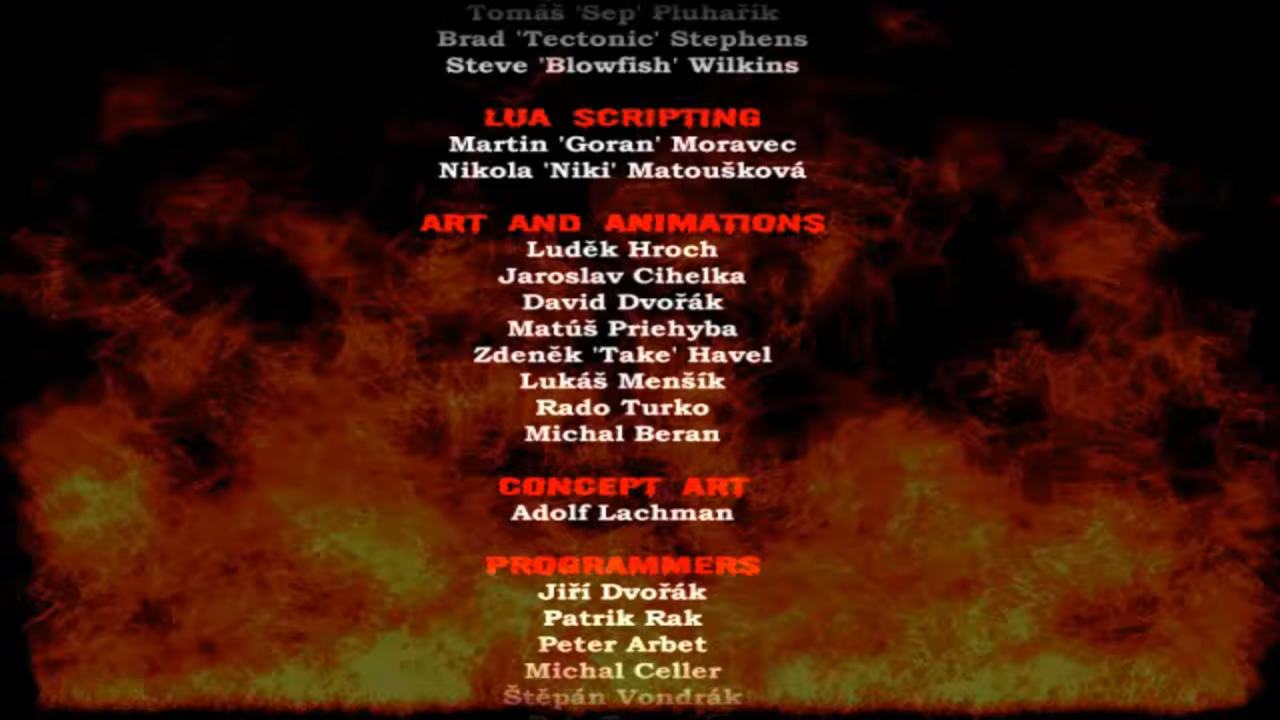 Tomáš 'Sep' Pluhařík
Brad 'Tectonic' Stephens
Steve 'Blowfish' Wilkins
LUA SCRIPTING
Martin 'Goran' Moravec
Nikola 'Niki' Matoušková
ART AND ANIMATIONS
Luděk Hroch
Jaroslav Cihelka
David Dvořák
Matúš Priehyba
Zdeněk 'Take' Havel
Lukáš Menšík
Rado Turko
Michal Beran
CONCEPT ART
Adolf Lachman
PROGRAMMERS
Jiří Dvořák
Patrik Rak
Peter Arbet
Michal Celler
Štěpán Vondrák